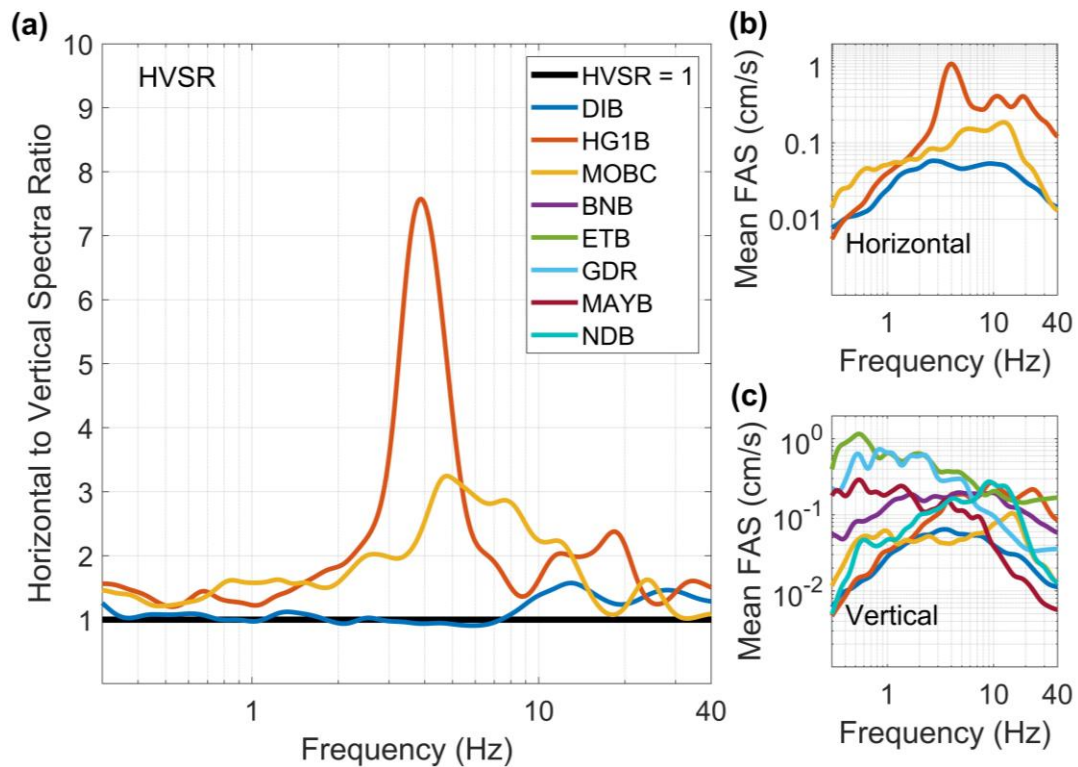 (a)
Horizontal to Vertical Spectra Ratio
10
9
8
7
6
5
4
3
2
1
HVSR
HVSR = 1
DIB
HG1B
MOBC
BNB
ETB
GDR
MAYB
NDB
1
10
40
Frequency (Hz)
(b)
Mean FAS (cm/s)
1
0.1
0.01
Horizontal
1
10
40
Frequency (Hz)
(c)
Mean FAS (cm/s)
10^0
10^-1
10^-2
Vertical
1
10
40
Frequency (Hz)